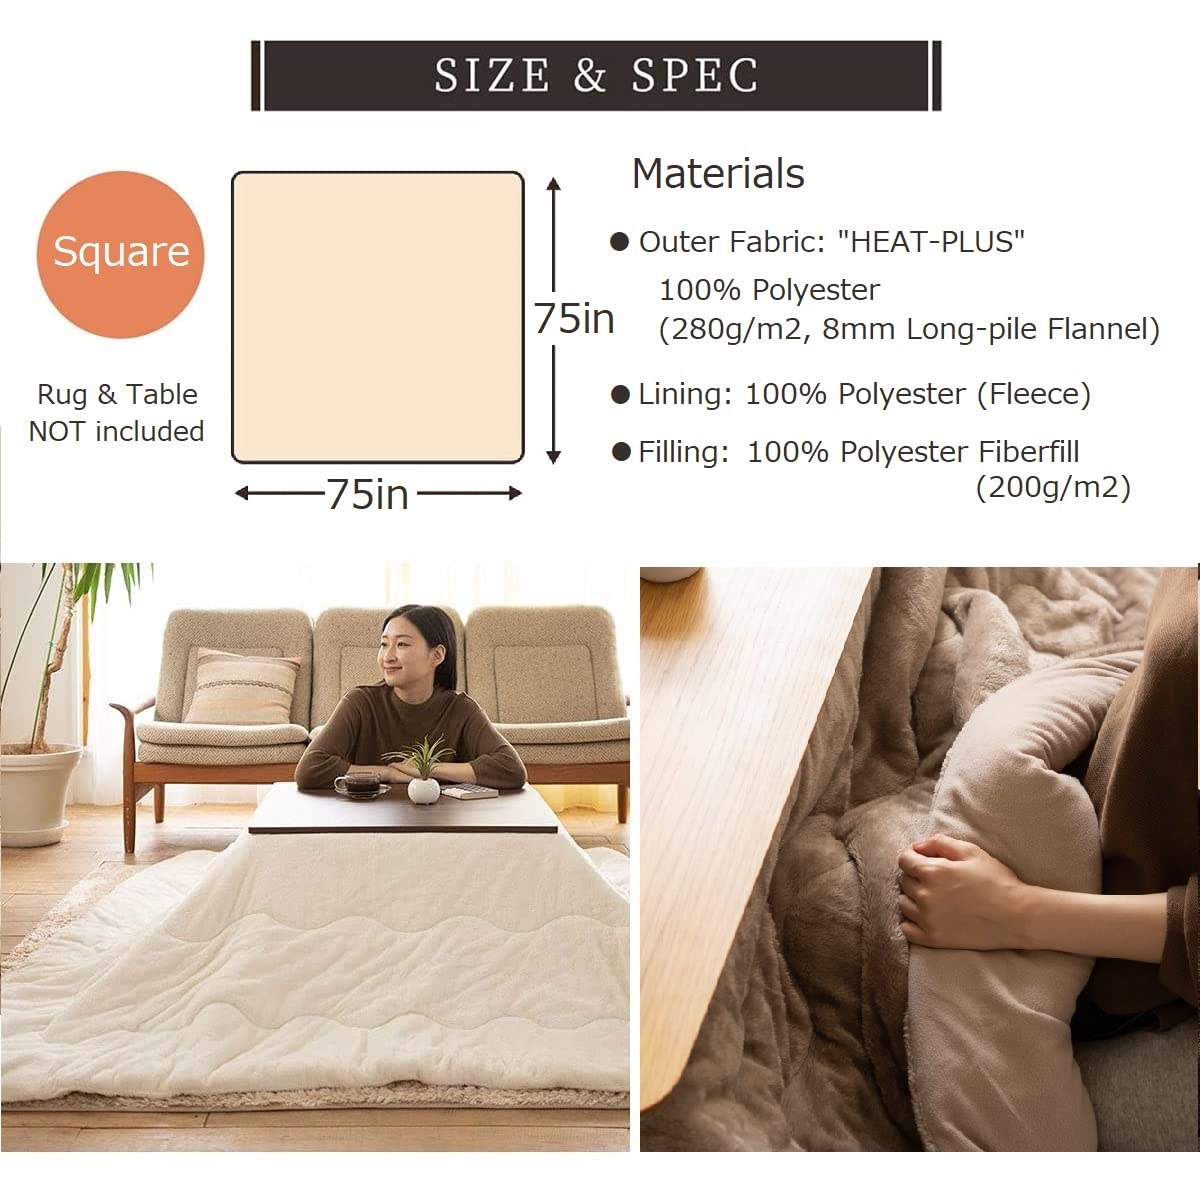 SIZE & SPEC
Square
Rug & Table
NOT included
75in
75in
Materials
● Outer Fabric: "HEAT-PLUS"
100% Polyester
(280g/m2, 8mm Long-pile Flannel)
● Lining: 100% Polyester (Fleece)
● Filling: 100% Polyester Fiberfill
(200g/m2)